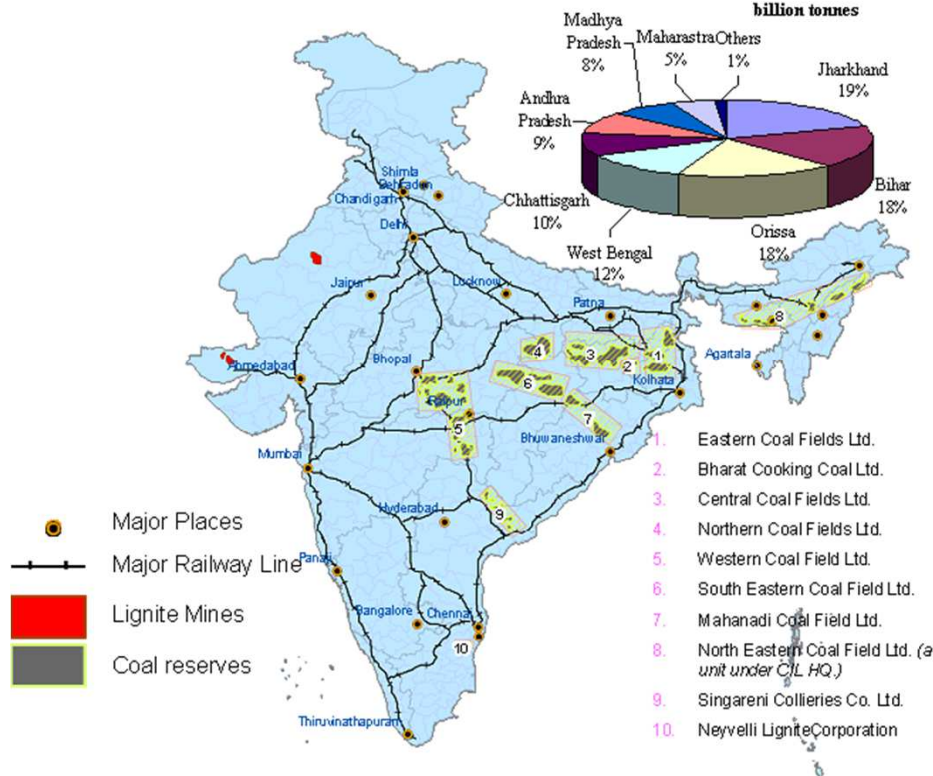 billion tonnes
Madhya
Pradesh
8%
Maharastra
5%
Others
1%
Jharkhand
19%
Andhra
Pradesh
9%
Bihar
18%
Chhattisgarh
10%
Orissa
18%
West Bengal
12%
Shimla
Dehradun
Chandigarh
Delhi
Jaipur
Lucknow
Patna
8
4
3
1
2
Agartala
Ahmedabad
Bhopal
6
Kolhata
Raipur
7
5
Bhuwaneshwar
Mumbai
Hyderabad
9
Panaji
Bangalore
Chennai
10
Thiruvinathapuram
Major Places
Major Railway Line
Lignite Mines
Coal reserves
1. Eastern Coal Fields Ltd.
2. Bharat Cooking Coal Ltd.
3. Central Coal Fields Ltd.
4. Northern Coal Fields Ltd.
5. Western Coal Field Ltd.
6. South Eastern Coal Field Ltd.
7. Mahanadi Coal Field Ltd.
8. North Eastern Coal Field Ltd. (a
unit under CIL HQ.)
9. Singareni Collieries Co. Ltd.
10. Neyvelli LigniteCorporation